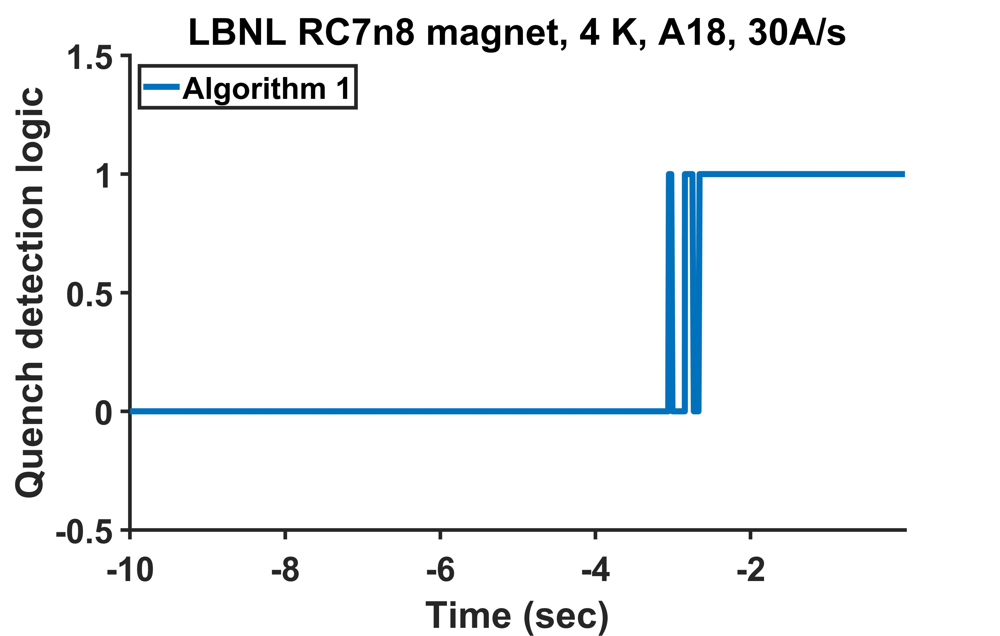 LBNL RC7n8 magnet, 4 K, A18, 30A/s
1.5
Algorithm 1
1
0.5
0
-0.5
Quench detection logic
-10
-8
-6
-4
-2
Time (sec)